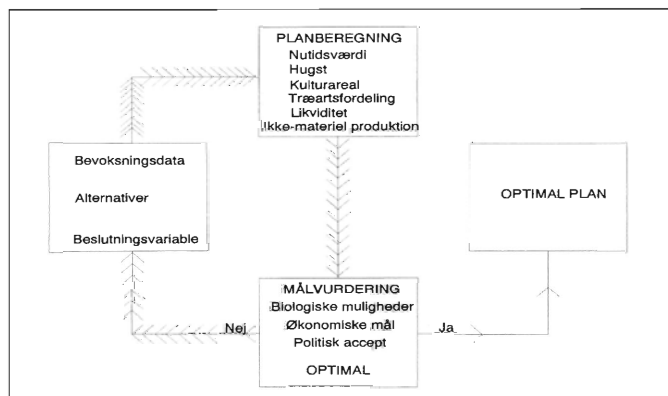 PLANBEREGNING
Nutidsværdi
Hugst
Kulturareal
Træartsfordeling
Likviditet
Ikke-materiel produktion
Bevoksningsdata
Alternativer
Beslutningsvariable
OPTIMAL PLAN
MÅLVURDERING
Biologiske muligheder
Nej
Økonomiske mål
Ja
Politisk accept
OPTIMAL